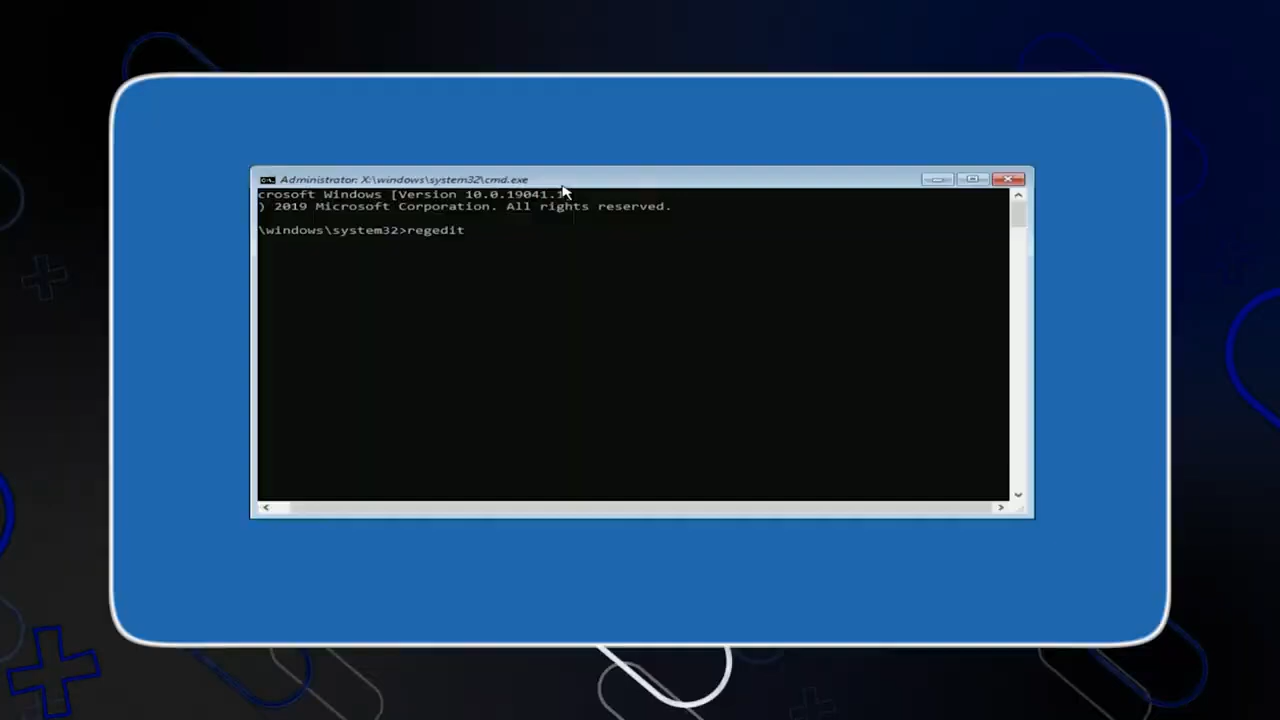 Administrator: X:\windows\system32\cmd.exe
crosoft Windows [Version 10.0.19041.
) 2019 Microsoft Corporation. All rights reserved.
\windows\system32>regedit